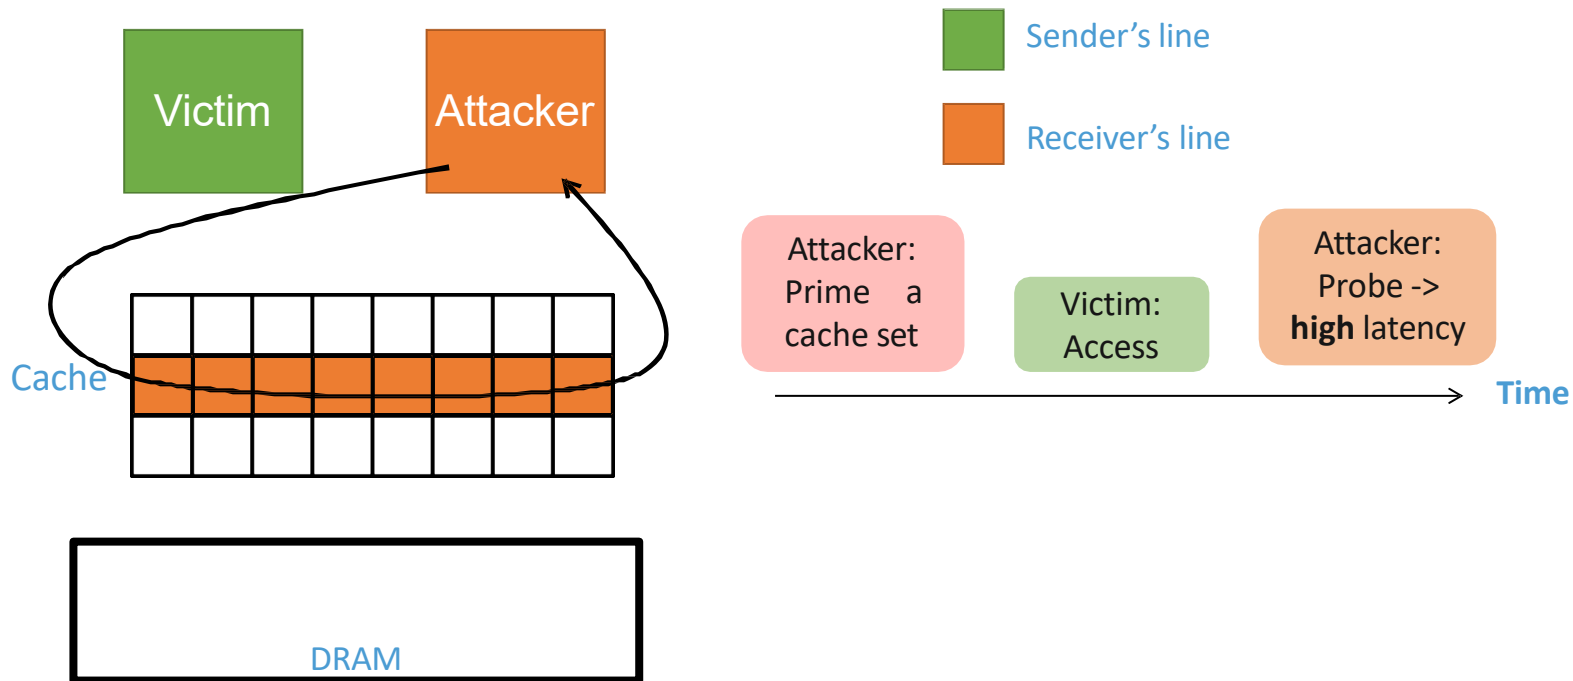 Victim
Attacker
Sender’s line
Receiver’s line
Attacker:
Prime a
cache set
Victim:
Access
Attacker:
Probe ->
high latency
Time
Cache
DRAM